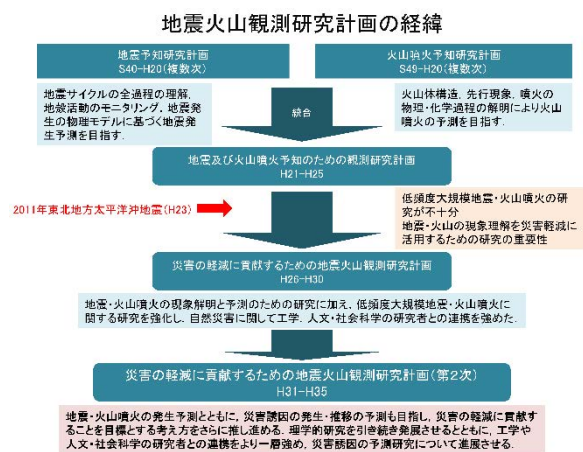 地震火山観測研究計画の経緯
地震予知研究計画
S40-H20(複数次)
火山噴火予知研究計画
S49-H20(複数次)
地震サイクルの全過程の理解,
地殻活動のモニタリング, 地震発
生の物理モデルに基づく地震発
生予測を目指す.
統合
火山体構造, 先行現象, 噴火の
物理・化学過程の解明により火山
噴火の予測を目指す.
地震及び火山噴火予知のための観測研究計画
H21-H25
2011年東北地方太平洋沖地震(H23)
低頻度大規模地震・火山噴火の研
究が不十分
地震・火山の現象理解を災害軽減に
活用するための研究の重要性
災害の軽減に貢献するための地震火山観測研究計画
H26-H30
地震・火山噴火の現象解明と予測のための研究に加え, 低頻度大規模地震・火山噴火に
関する研究を強化し, 自然災害に関して工学, 人文・社会科学の研究者との連携を強めた.
災害の軽減に貢献するための地震火山観測研究計画(第2次)
H31-H35
地震・火山噴火の発生予測とともに, 災害誘因の発生・推移の予測も目指し, 災害の軽減に貢献す
ることを目標とする考え方をさらに推し進める. 理学的研究を引き続き発展させるとともに, 工学や
人文・社会科学の研究者との連携をより一層強め, 災害誘因の予測研究について進展させる.